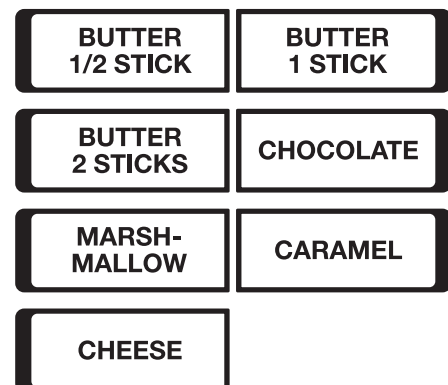 BUTTER
1/2 STICK
BUTTER
1 STICK
BUTTER
2 STICKS
CHOCOLATE
MARSH-
MALLOW
CARAMEL
CHEESE